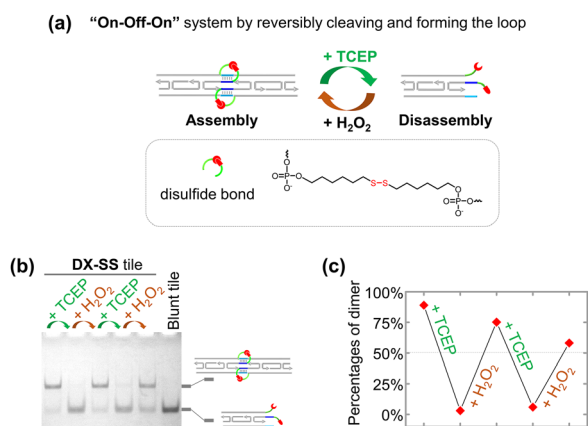 (a) "On-Off-On" system by reversibly cleaving and forming the loop
+ TCEP
+ H₂O₂
Assembly
Disassembly
disulfide bond
O
O=P-O
O⁻
S-S
O
O=P-O
O⁻
(b)
DX-SS tile
+ TCEP
+ H₂O₂
+ TCEP
+ H₂O₂
Blunt tile
(c)
Percentages of dimer
100%
75%
50%
25%
0%
+ TCEP
+ H₂O₂
+ TCEP
+ H₂O₂